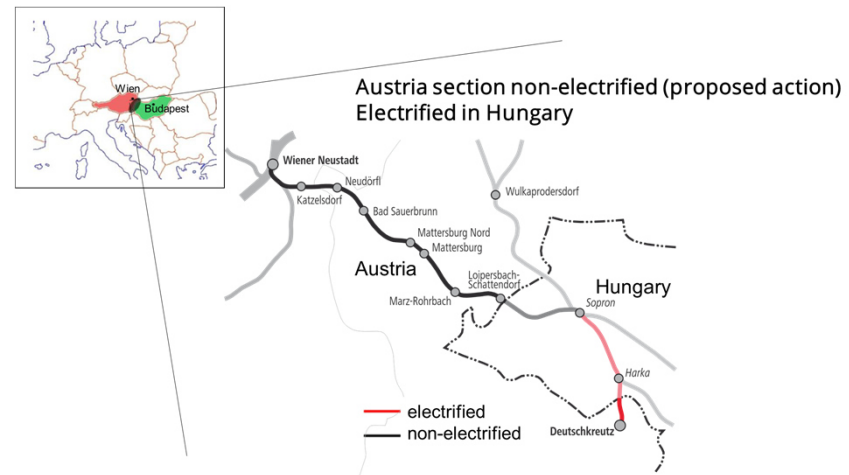 Wien
Budapest
Austria section non-electrified (proposed action)
Electrified in Hungary
Wiener Neustadt
Neudörfl
Katzelsdorf
Bad Sauerbrunn
Wulkaprodersdorf
Mattersburg Nord
Mattersburg
Austria
Loipersbach-
Schattendorf
Marz-Rohrbach
Hungary
Sopron
Harka
electrified
non-electrified
Deutschkreutz